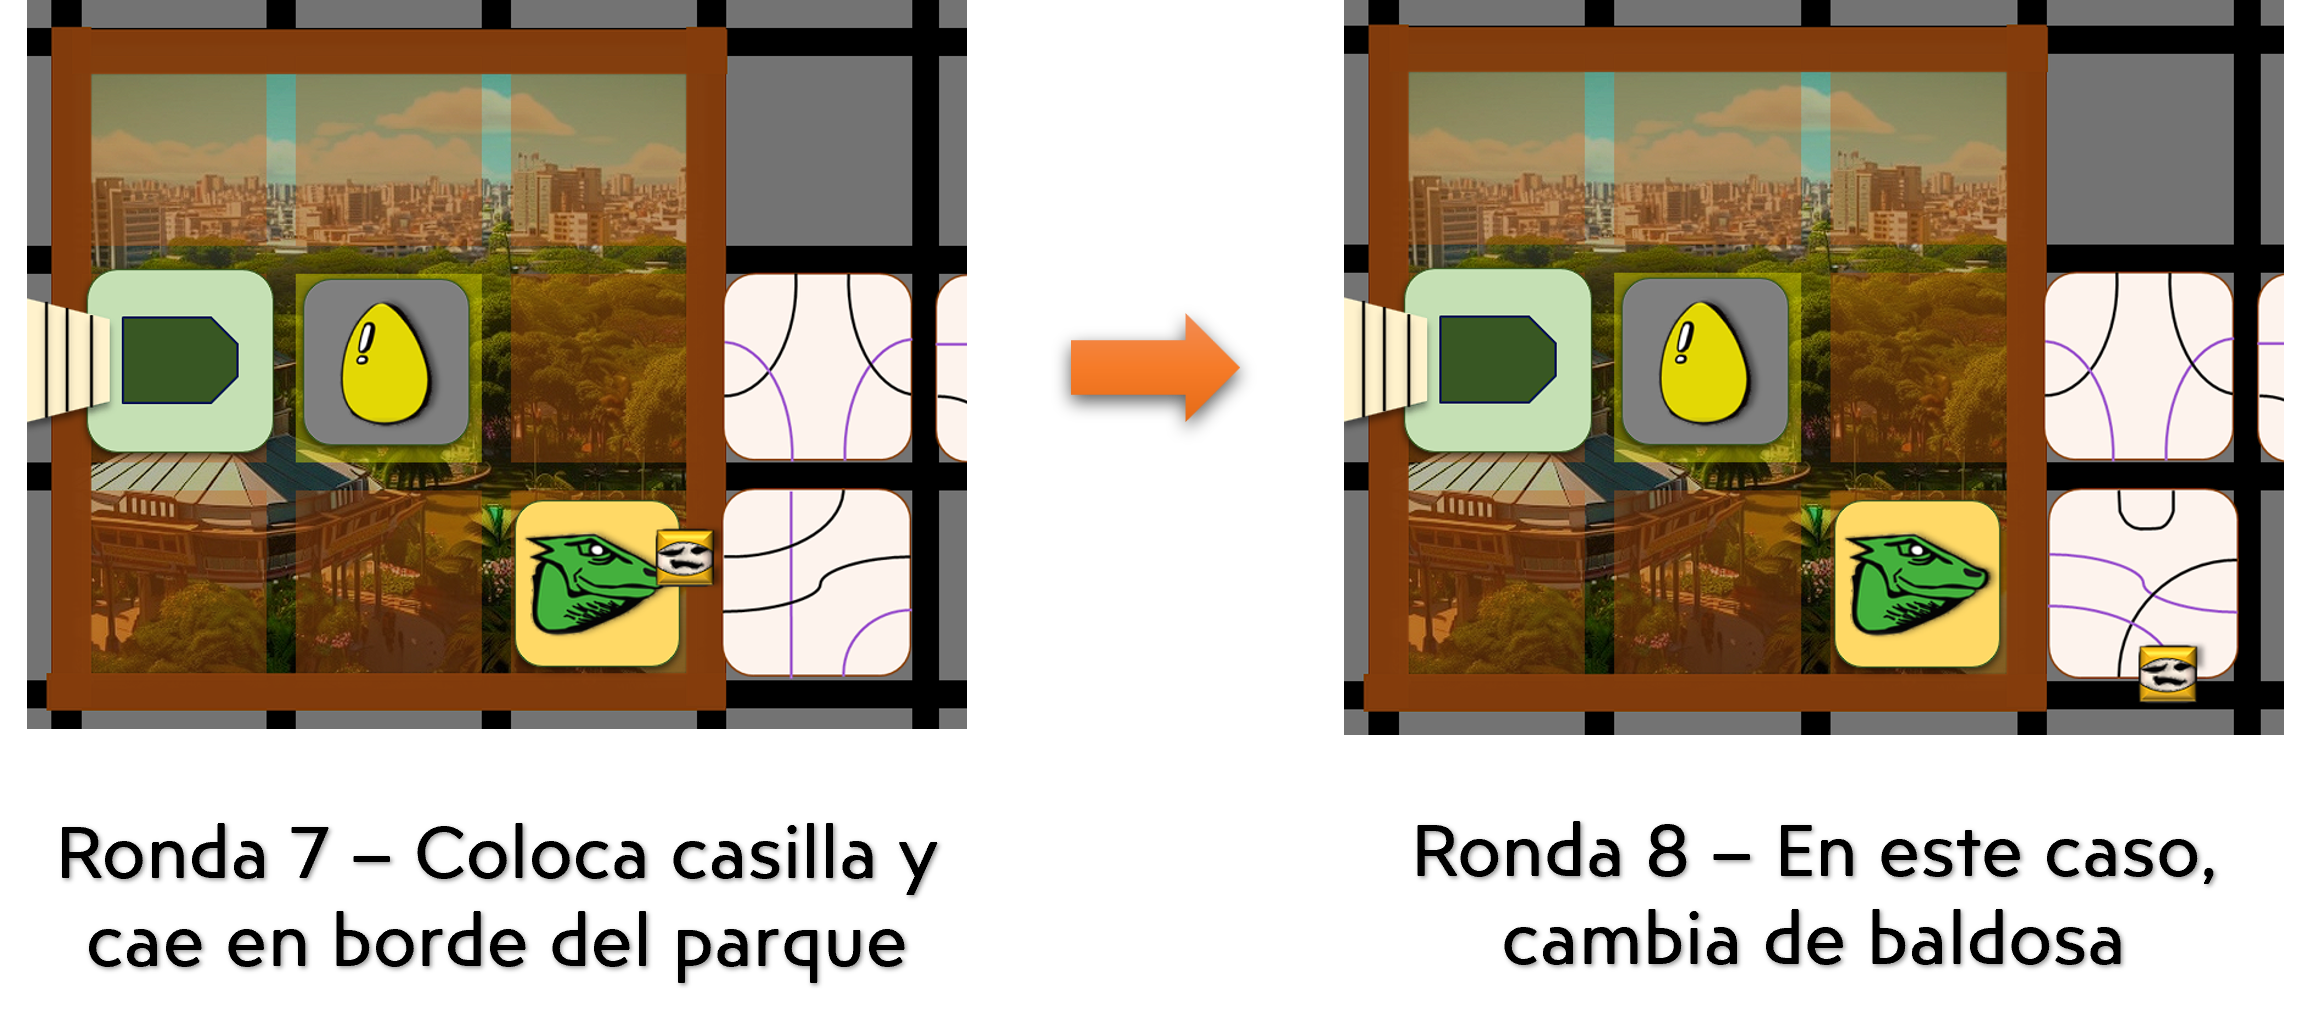 Ronda 7 – Coloca casilla y
cae en borde del parque
Ronda 8 – En este caso,
cambia de baldosa